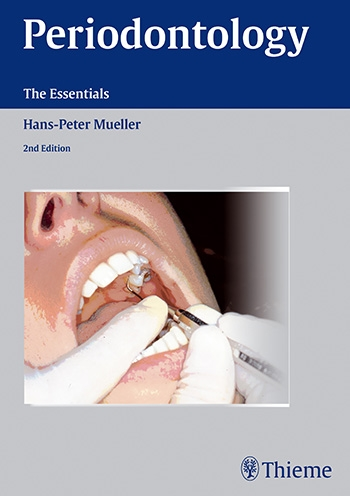 Periodontology
The Essentials
Hans-Peter Mueller
2nd Edition
Thieme